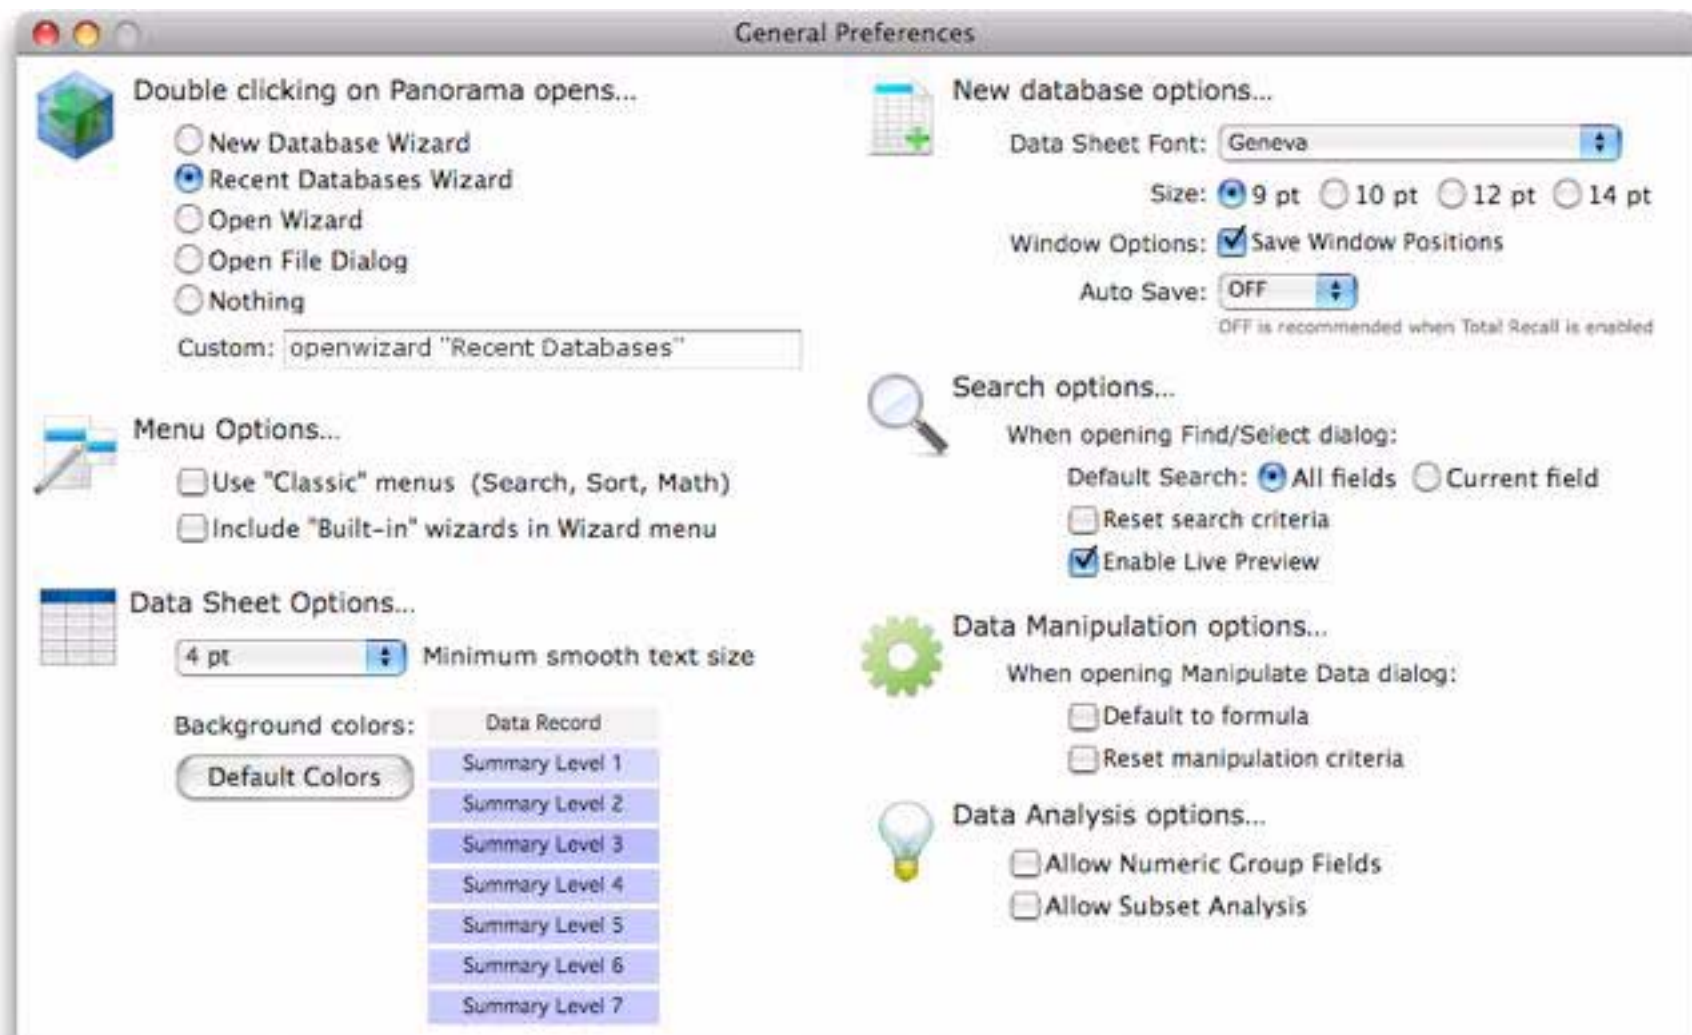 General Preferences
Double clicking on Panorama opens...
New Database Wizard
Recent Databases Wizard
Open Wizard
Open File Dialog
Nothing
Custom: openwizard "Recent Databases"
Menu Options...
Use "Classic" menus (Search, Sort, Math)
Include "Built-in" wizards in Wizard menu
Data Sheet Options...
4 pt Minimum smooth text size
Background colors:
Default Colors
Data Record
Summary Level 1
Summary Level 2
Summary Level 3
Summary Level 4
Summary Level 5
Summary Level 6
Summary Level 7
New database options...
Data Sheet Font: Geneva
Size: 9 pt 10 pt 12 pt 14 pt
Window Options: Save Window Positions
Auto Save: OFF
OFF is recommended when Total Recall is enabled
Search options...
When opening Find/Select dialog:
Default Search: All fields Current field
Reset search criteria
Enable Live Preview
Data Manipulation options...
When opening Manipulate Data dialog:
Default to formula
Reset manipulation criteria
Data Analysis options...
Allow Numeric Group Fields
Allow Subset Analysis